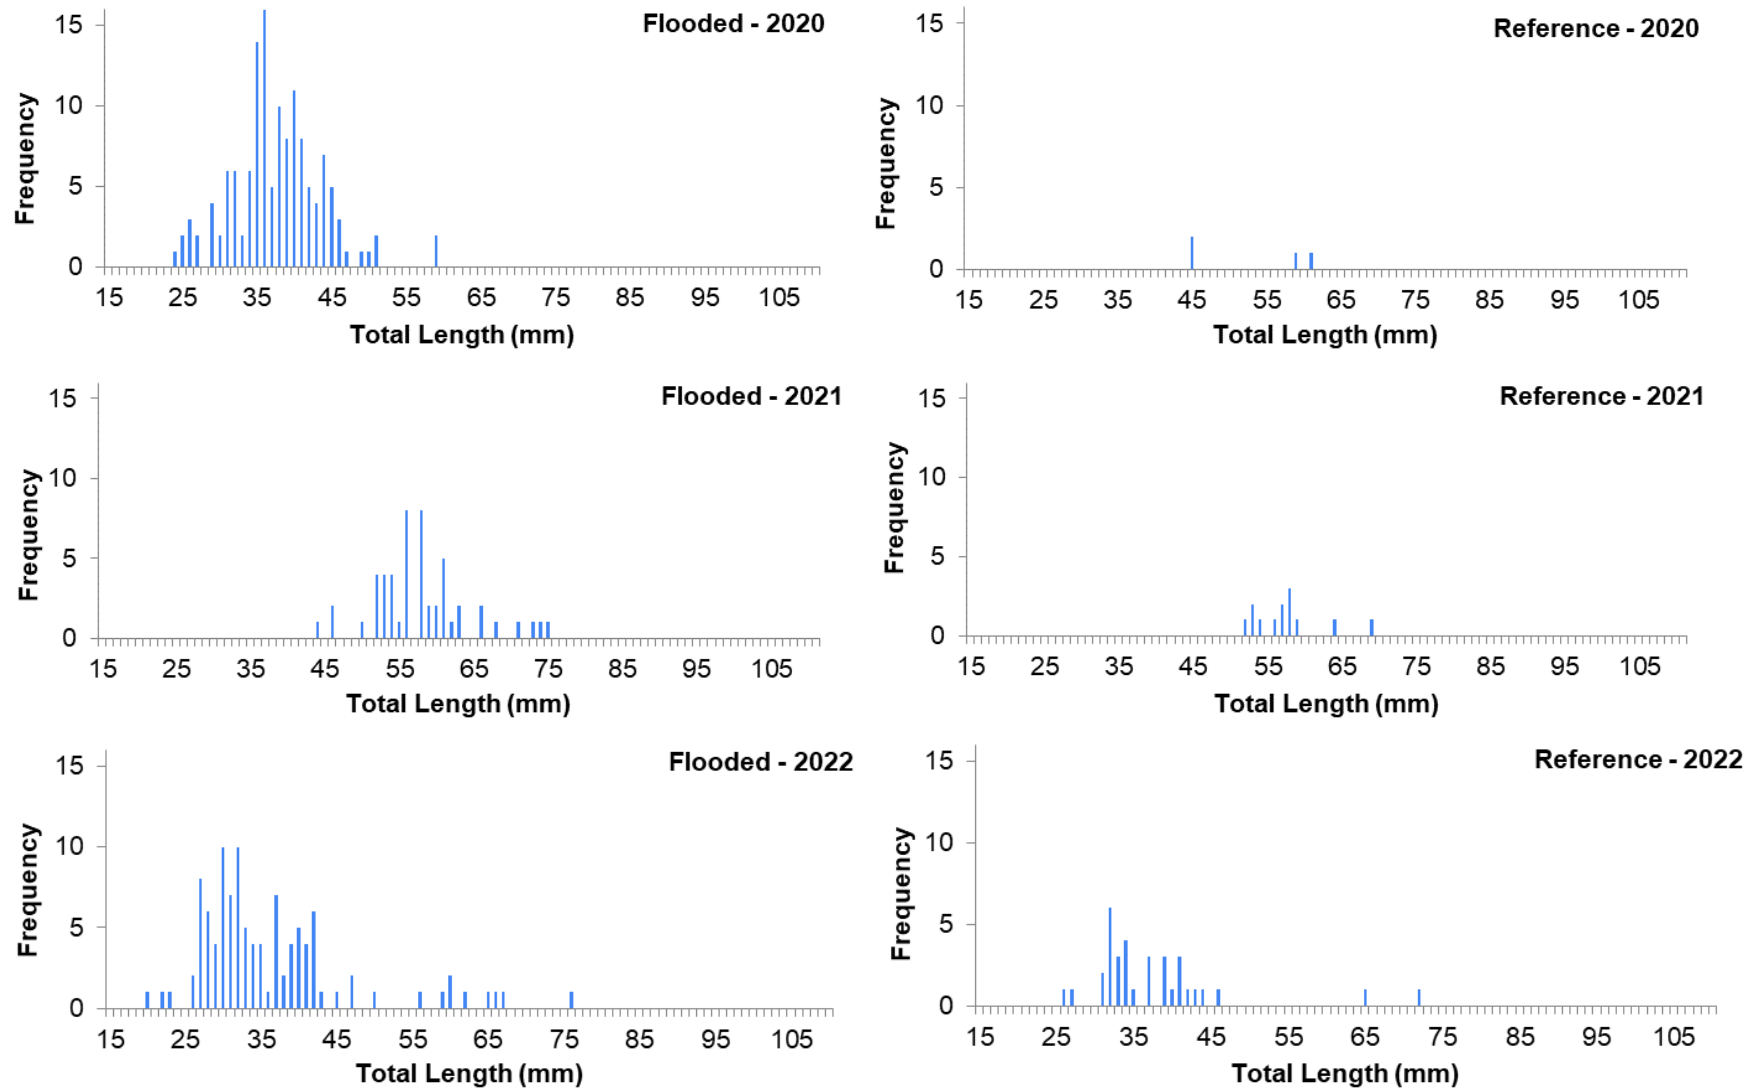 Flooded - 2020
15
10
5
0
Frequency
15 25 35 45 55 65 75 85 95 105
Total Length (mm)
Reference - 2020
15
10
5
0
Frequency
15 25 35 45 55 65 75 85 95 105
Total Length (mm)
Flooded - 2021
15
10
5
0
Frequency
15 25 35 45 55 65 75 85 95 105
Total Length (mm)
Reference - 2021
15
10
5
0
Frequency
15 25 35 45 55 65 75 85 95 105
Total Length (mm)
Flooded - 2022
15
10
5
0
Frequency
15 25 35 45 55 65 75 85 95 105
Total Length (mm)
Reference - 2022
15
10
5
0
Frequency
15 25 35 45 55 65 75 85 95 105
Total Length (mm)